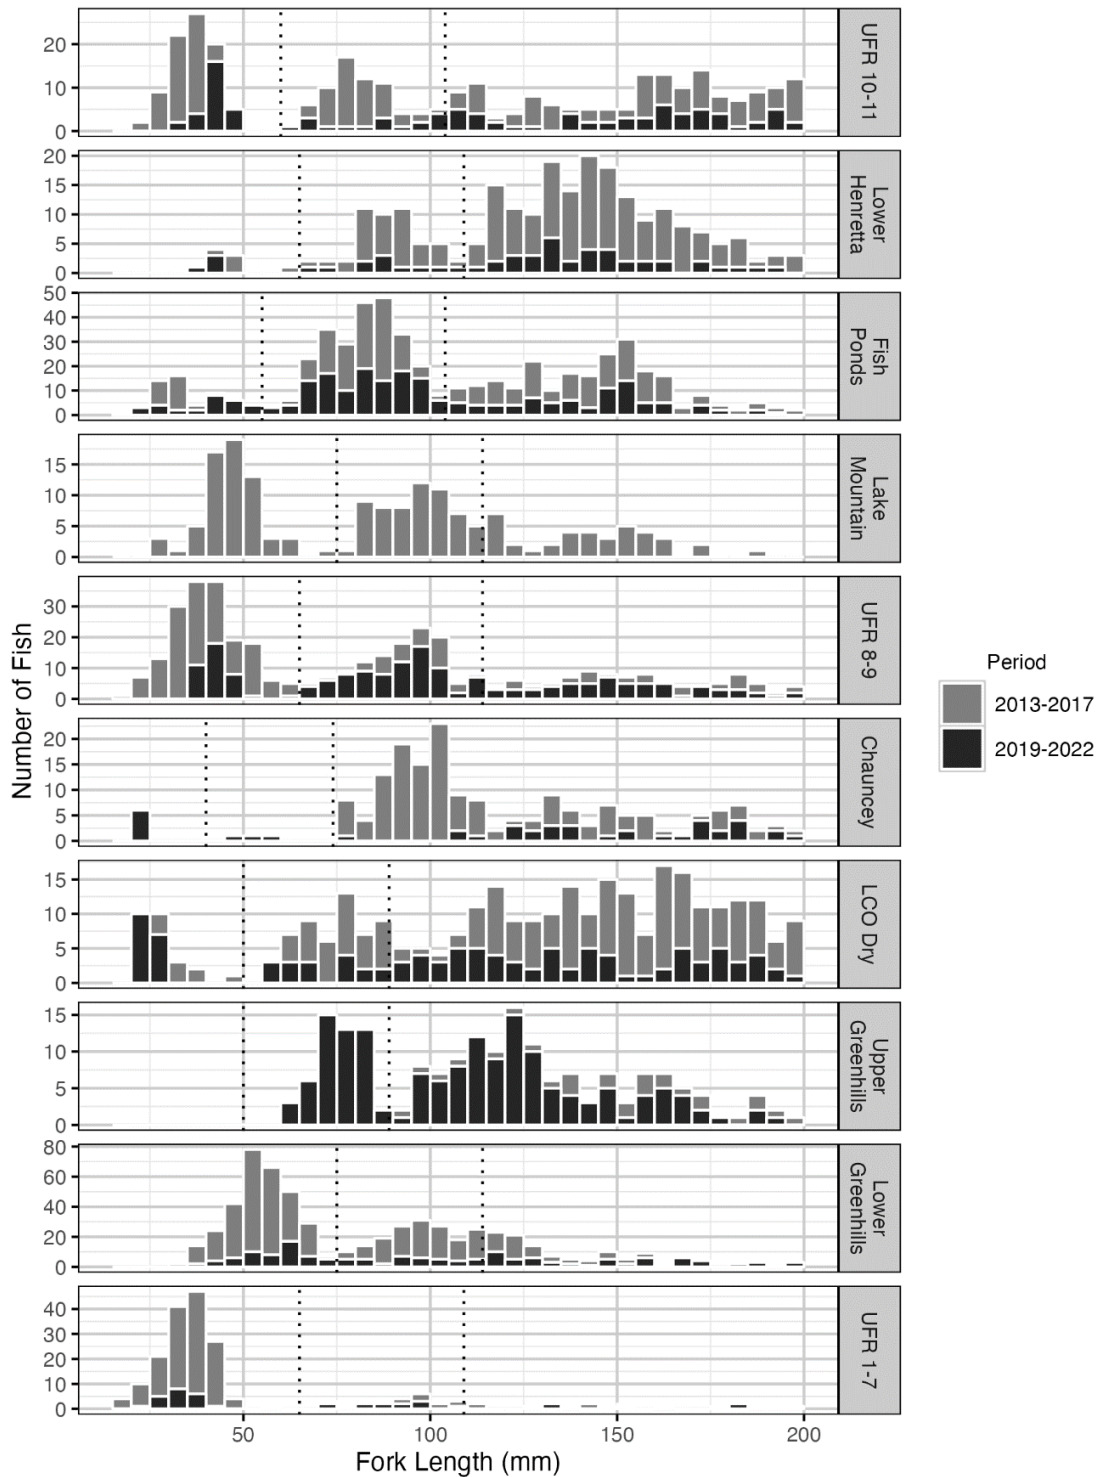 20
10
0
UFR 10-11
20
15
10
5
0
Lower
Henretta
50
40
30
20
10
0
Fish
Ponds
15
10
5
0
Lake
Mountain
30
20
10
0
UFR 8-9
20
15
10
5
0
Chauncey
15
10
5
0
LCO Dry
15
10
5
0
Upper
Greenhills
80
60
40
20
0
Lower
Greenhills
40
30
20
10
0
UFR 1-7
50
100
150
200
Fork Length (mm)
Number of Fish
Period
2013-2017
2019-2022